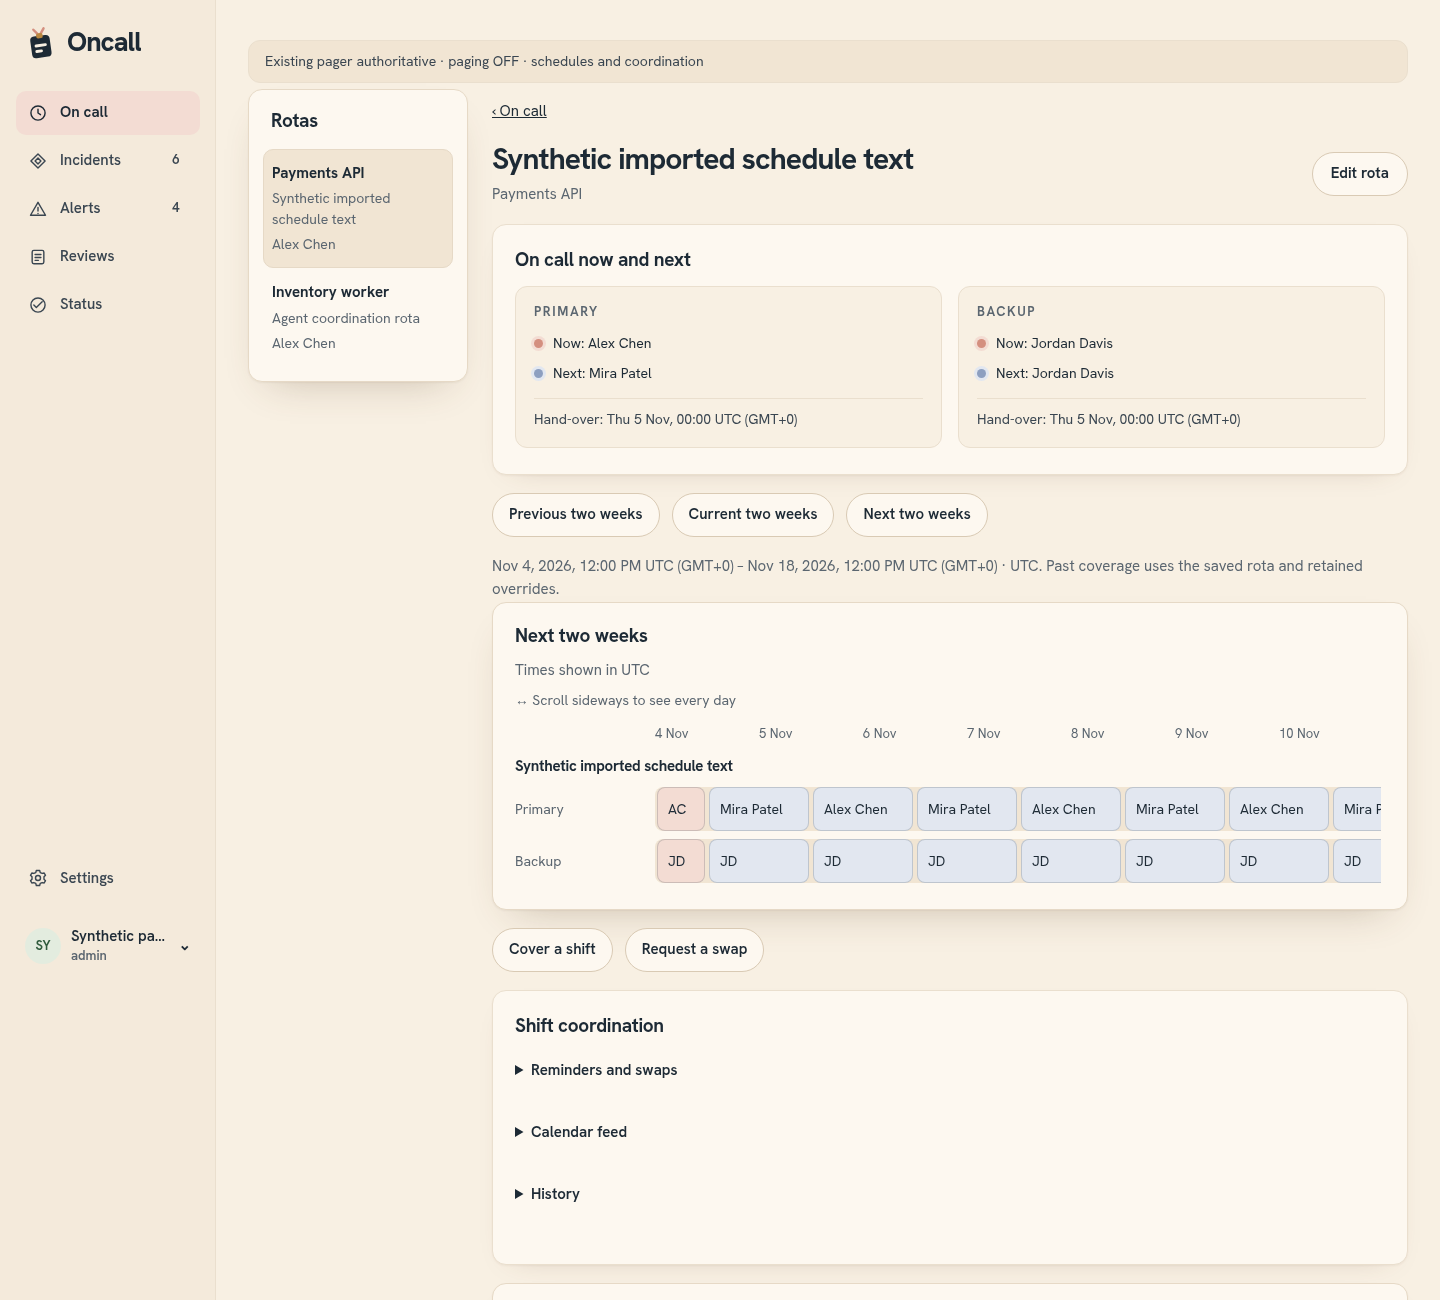 Oncall
On call
Incidents 6
Alerts 4
Reviews
Status
Settings
SY
Synthetic pa...
admin
Existing pager authoritative · paging OFF · schedules and coordination
Rotas
Payments API
Synthetic imported
schedule text
Alex Chen
Inventory worker
Agent coordination rota
Alex Chen
‹ On call
Synthetic imported schedule text
Payments API
Edit rota
On call now and next
PRIMARY
Now: Alex Chen
Next: Mira Patel
Hand-over: Thu 5 Nov, 00:00 UTC (GMT+0)
BACKUP
Now: Jordan Davis
Next: Jordan Davis
Hand-over: Thu 5 Nov, 00:00 UTC (GMT+0)
Previous two weeks
Current two weeks
Next two weeks
Nov 4, 2026, 12:00 PM UTC (GMT+0) – Nov 18, 2026, 12:00 PM UTC (GMT+0) · UTC. Past coverage uses the saved rota and retained
overrides.
Next two weeks
Times shown in UTC
↔ Scroll sideways to see every day
4 Nov 5 Nov 6 Nov 7 Nov 8 Nov 9 Nov 10 Nov
Synthetic imported schedule text
Primary AC Mira Patel Alex Chen Mira Patel Alex Chen Mira Patel Alex Chen Mira P
Backup JD JD JD JD JD JD JD JD
Cover a shift
Request a swap
Shift coordination
Reminders and swaps
Calendar feed
History